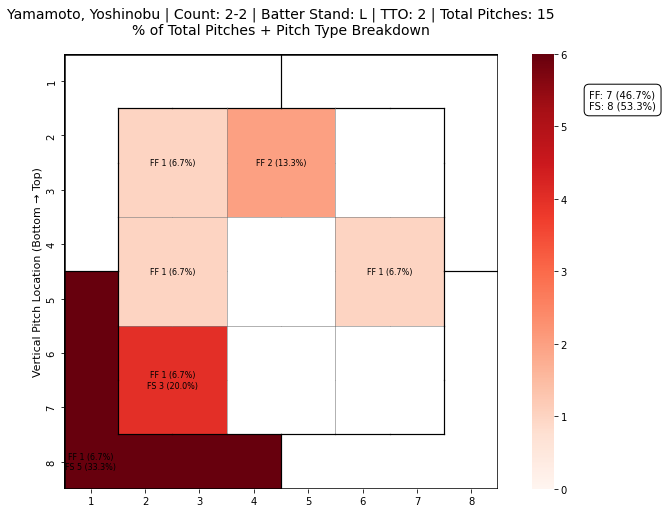 Yamamoto, Yoshinobu | Count: 2-2 | Batter Stand: L | TTO: 2 | Total Pitches: 15
% of Total Pitches + Pitch Type Breakdown
FF: 7 (46.7%)
FS: 8 (53.3%)
Vertical Pitch Location (Bottom → Top)
1
2
3
4
5
6
7
8
FF 1 (6.7%)
FF 2 (13.3%)
FF 1 (6.7%)
FF 1 (6.7%)
FF 1 (6.7%)
FS 3 (20.0%)
FF 1 (6.7%)
FS 5 (33.3%)
1
2
3
4
5
6
7
8
6
5
4
3
2
1
0